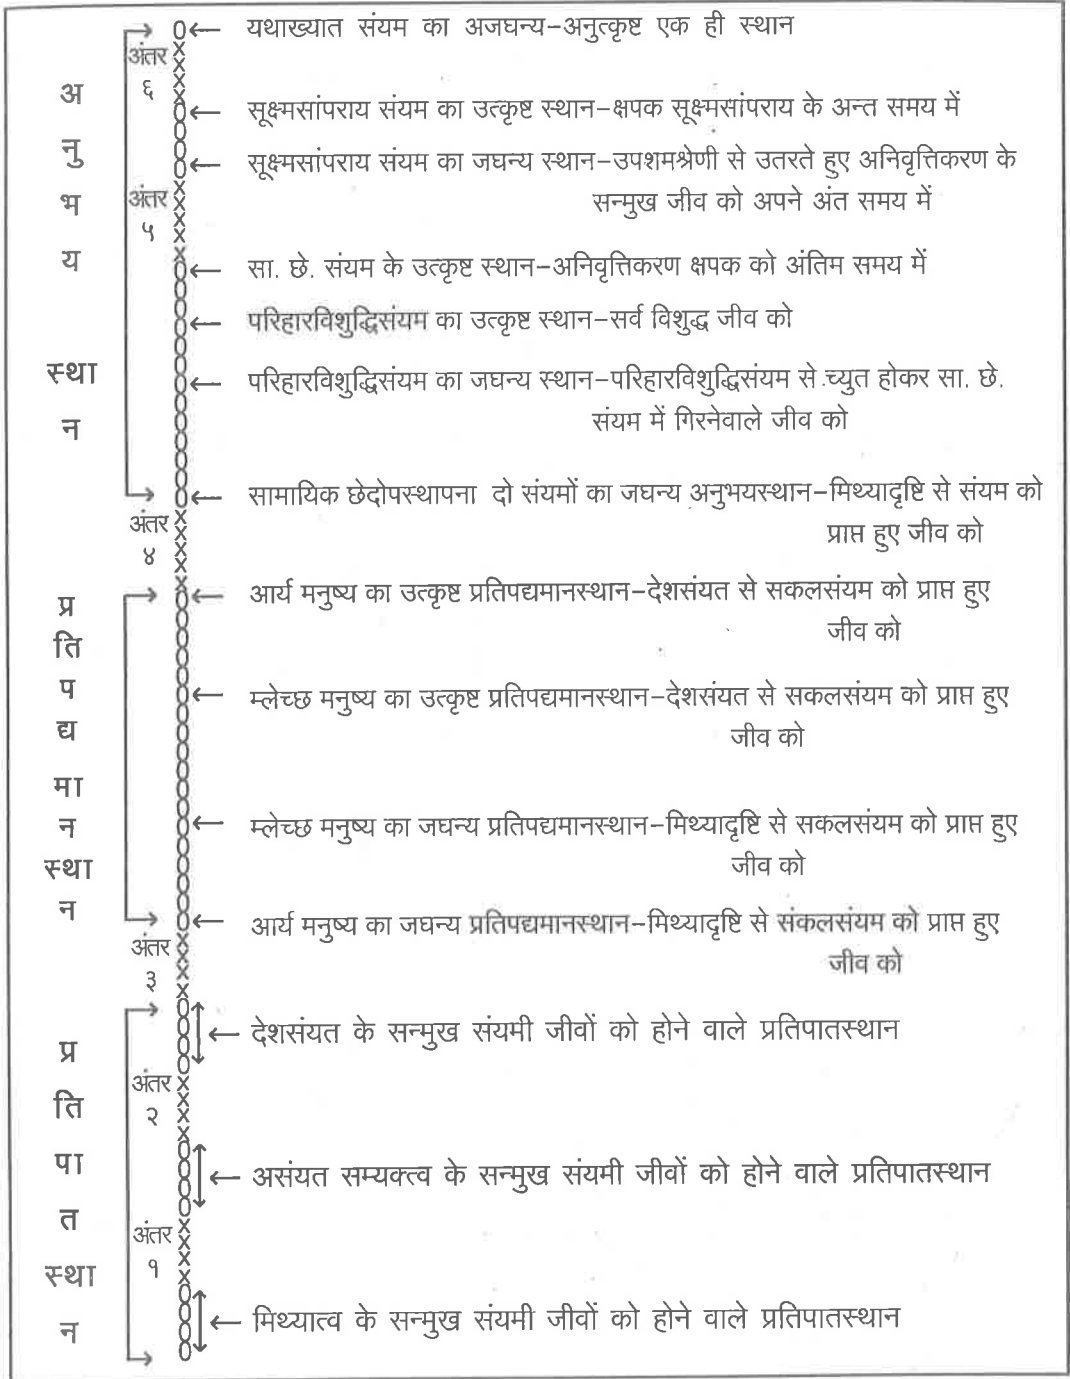 यथाख्यात संयम का अजघन्य-अनुत्कृष्ट एक ही स्थान
अंतर
६
सूक्ष्मसांपराय संयम का उत्कृष्ट स्थान-क्षपक सूक्ष्मसांपराय के अन्त समय में
सूक्ष्मसांपराय संयम का जघन्य स्थान-उपशमश्रेणी से उतरते हुए अनिवृत्तिकरण के
सन्मुख जीव को अपने अंत समय में
अंतर
५
सा. छे. संयम के उत्कृष्ट स्थान-अनिवृत्तिकरण क्षपक को अंतिम समय में
परिहारविशुद्धिसंयम का उत्कृष्ट स्थान-सर्व विशुद्ध जीव को
परिहारविशुद्धिसंयम का जघन्य स्थान-परिहारविशुद्धिसंयम से च्युत होकर सा. छे.
संयम में गिरनेवाले जीव को
सामायिक छेदोपस्थापना दो संयमों का जघन्य अनुभयस्थान-मिथ्यादृष्टि से संयम को
प्राप्त हुए जीव को
अ
नु
भ
य
स्था
न
अंतर
४
आर्य मनुष्य का उत्कृष्ट प्रतिपद्यमानस्थान-देशसंयत से सकलसंयम को प्राप्त हुए
जीव को
म्लेच्छ मनुष्य का उत्कृष्ट प्रतिपद्यमानस्थान-देशसंयत से सकलसंयम को प्राप्त हुए
जीव को
म्लेच्छ मनुष्य का जघन्य प्रतिपद्यमानस्थान-मिथ्यादृष्टि से सकलसंयम को प्राप्त हुए
जीव को
आर्य मनुष्य का जघन्य प्रतिपद्यमानस्थान-मिथ्यादृष्टि से संकलसंयम को प्राप्त हुए
जीव को
प्र
ति
प
द्य
मा
न
स्था
न
अंतर
३
देशसंयत के सन्मुख संयमी जीवों को होने वाले प्रतिपातस्थान
अंतर
२
असंयत सम्यक्त्त्व के सन्मुख संयमी जीवों को होने वाले प्रतिपातस्थान
अंतर
१
मिथ्यात्व के सन्मुख संयमी जीवों को होने वाले प्रतिपातस्थान
प्र
ति
पा
त
स्था
न